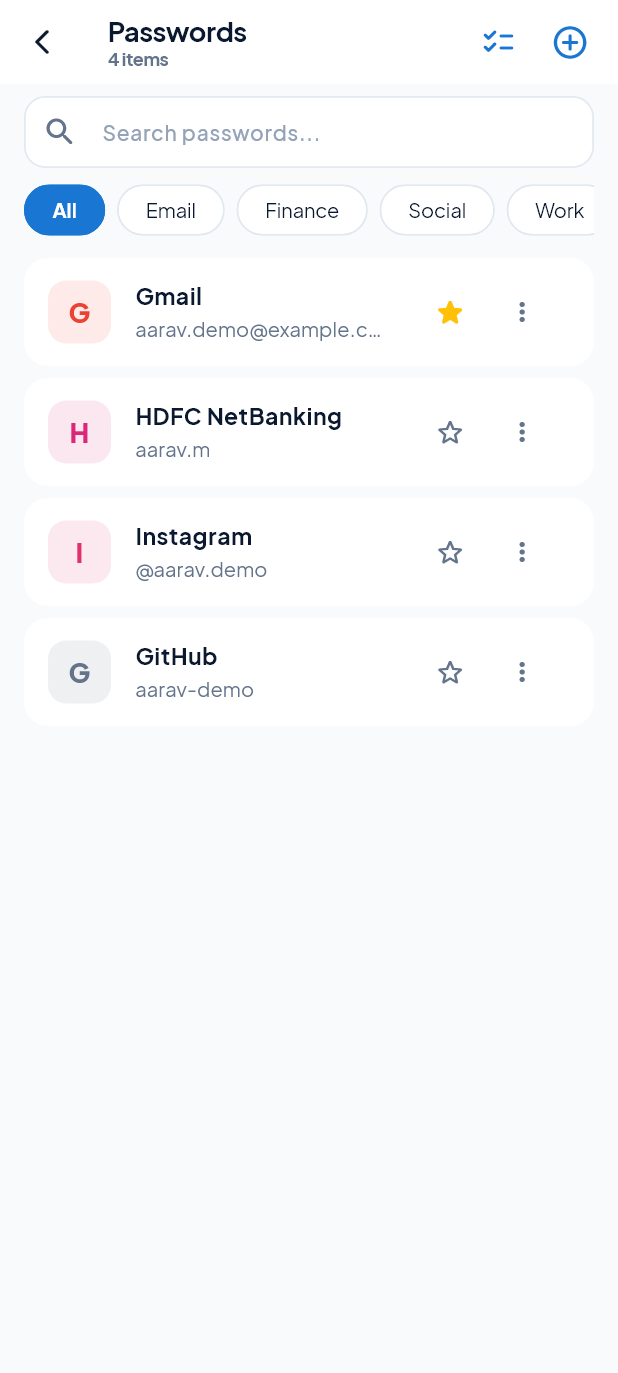 Passwords
4 items
Search passwords...
All Email Finance Social Work
G Gmail
aarav.demo@example.c...
H HDFC NetBanking
aarav.m
I Instagram
@aarav.demo
G GitHub
aarav-demo